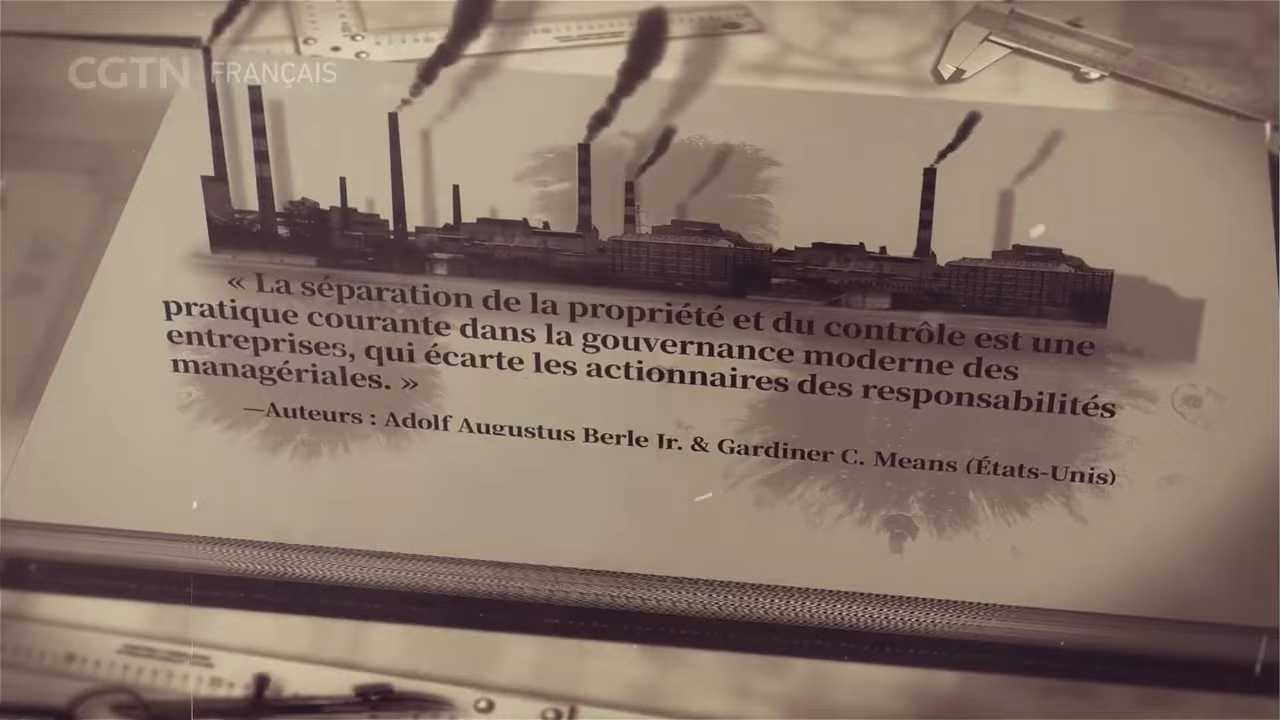 CGTN FRANÇAIS
« La séparation de la propriété et du contrôle est une
pratique courante dans la gouvernance moderne des
entreprises, qui écarte les actionnaires des responsabilités
managériales. »
—Auteurs : Adolf Augustus Berle Jr. & Gardiner C. Means (États-Unis)